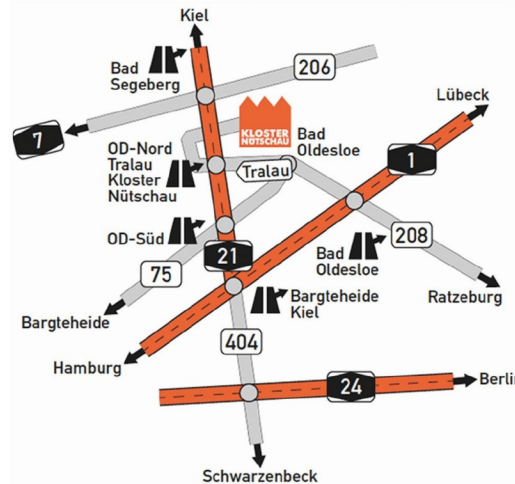 Kiel
Bad
Segeberg
206
Lübeck
7
KLOSTER
NÜTSCHAU
Bad
Oldesloe
1
OD-Nord
Tralau
Kloster
Nütschau
Tralau
OD-Süd
208
21
75
Bad
Oldesloe
Bargteheide
Kiel
Ratzeburg
Bargteheide
404
Hamburg
24
Berlin
Schwarzenbeck